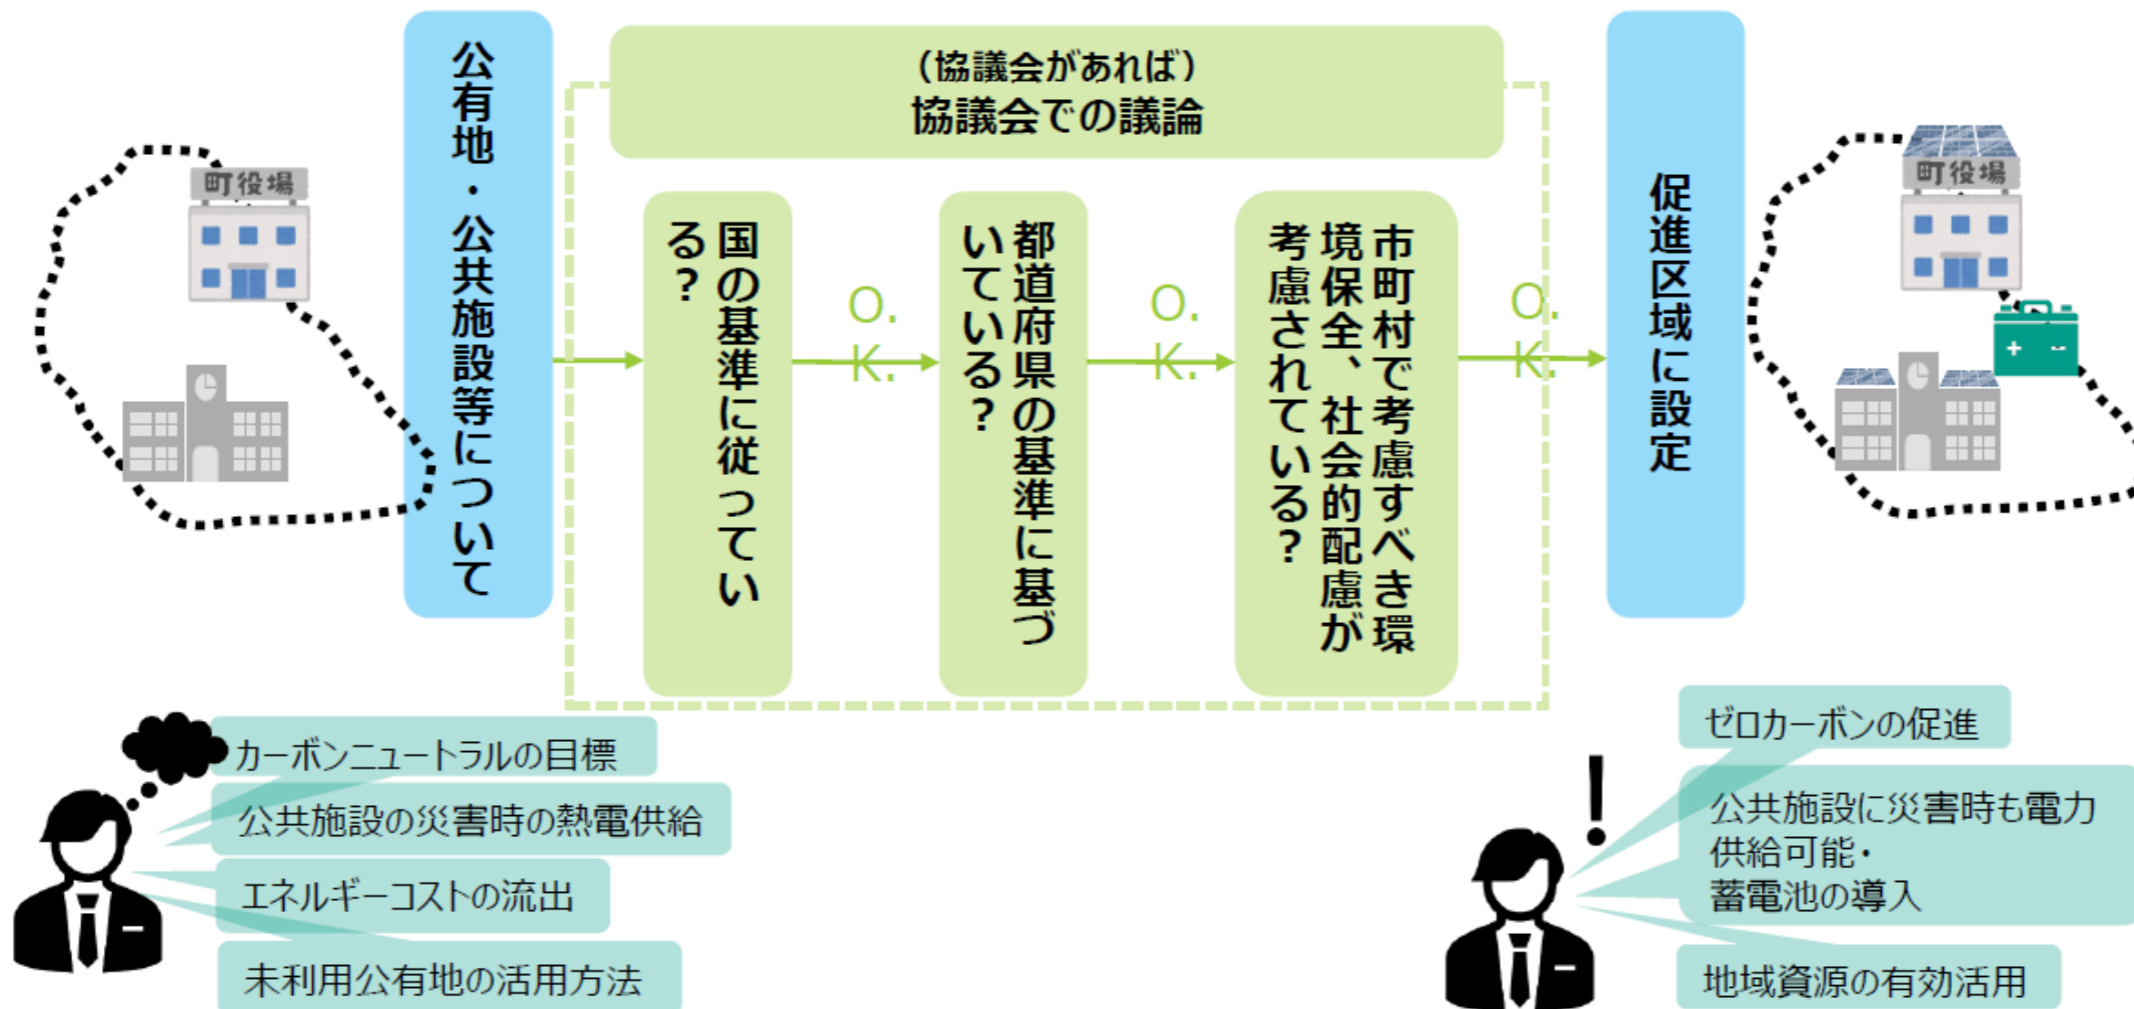 町役場
公有地・公共施設等について
（協議会があれば）
協議会での議論
国の基準に従ってい
る？
O.
K.
都道府県の基準に基づ
いている？
O.
K.
市町村で考慮すべき環
境保全、社会的配慮が
考慮されている？
O.
K.
促進区域に設定
町役場
カーボンニュートラルの目標
公共施設の災害時の熱電供給
エネルギーコストの流出
未利用公有地の活用方法
ゼロカーボンの促進
公共施設に災害時も電力
供給可能・
蓄電池の導入
地域資源の有効活用